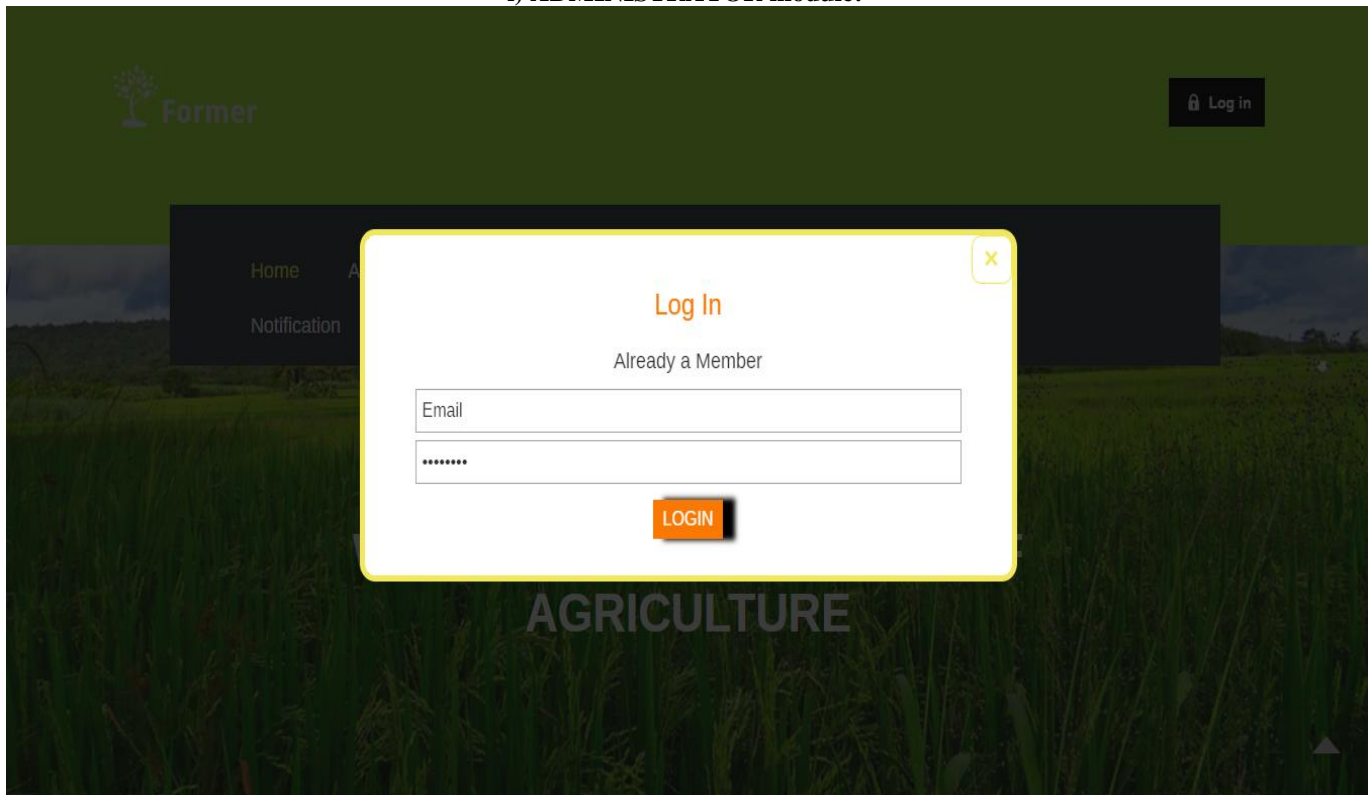 Former
Log in
Home
Notification
x
Log In
Already a Member
Email
••••••••
LOGIN
AGRICULTURE